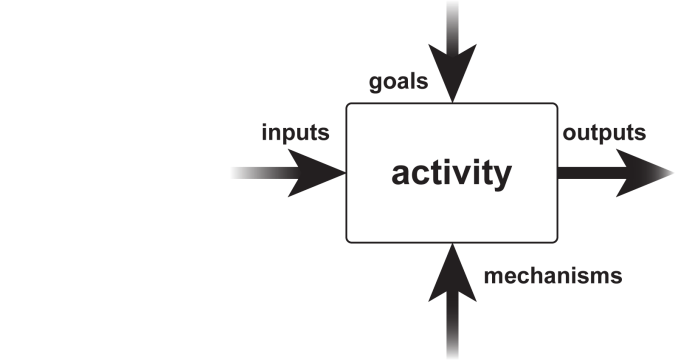 goals
inputs
outputs
activity
mechanisms